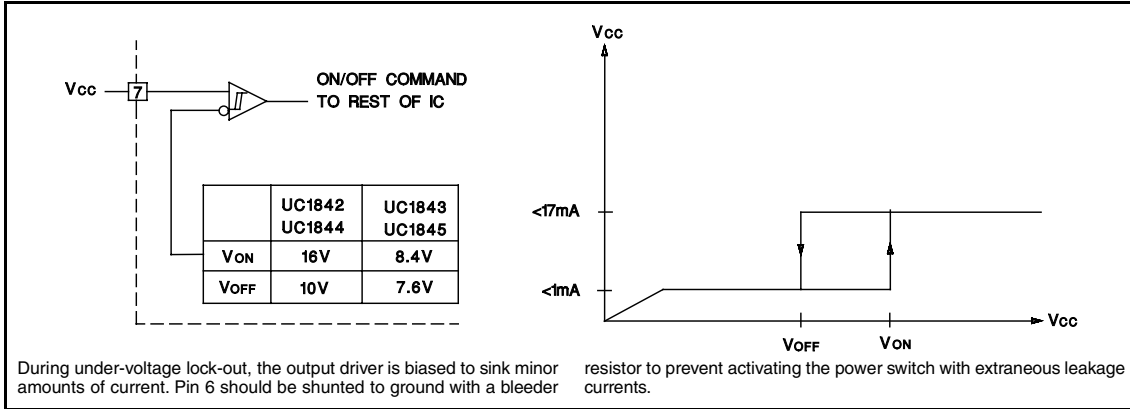 Vcc
7
ON/OFF COMMAND
TO REST OF IC
UC1842 UC1843
UC1844 UC1845
VON 16V 8.4V
VOFF 10V 7.6V
Vcc
<17mA
<1mA
Vcc
VOFF VON
During under-voltage lock-out, the output driver is biased to sink minor
amounts of current. Pin 6 should be shunted to ground with a bleeder
resistor to prevent activating the power switch with extraneous leakage
currents.